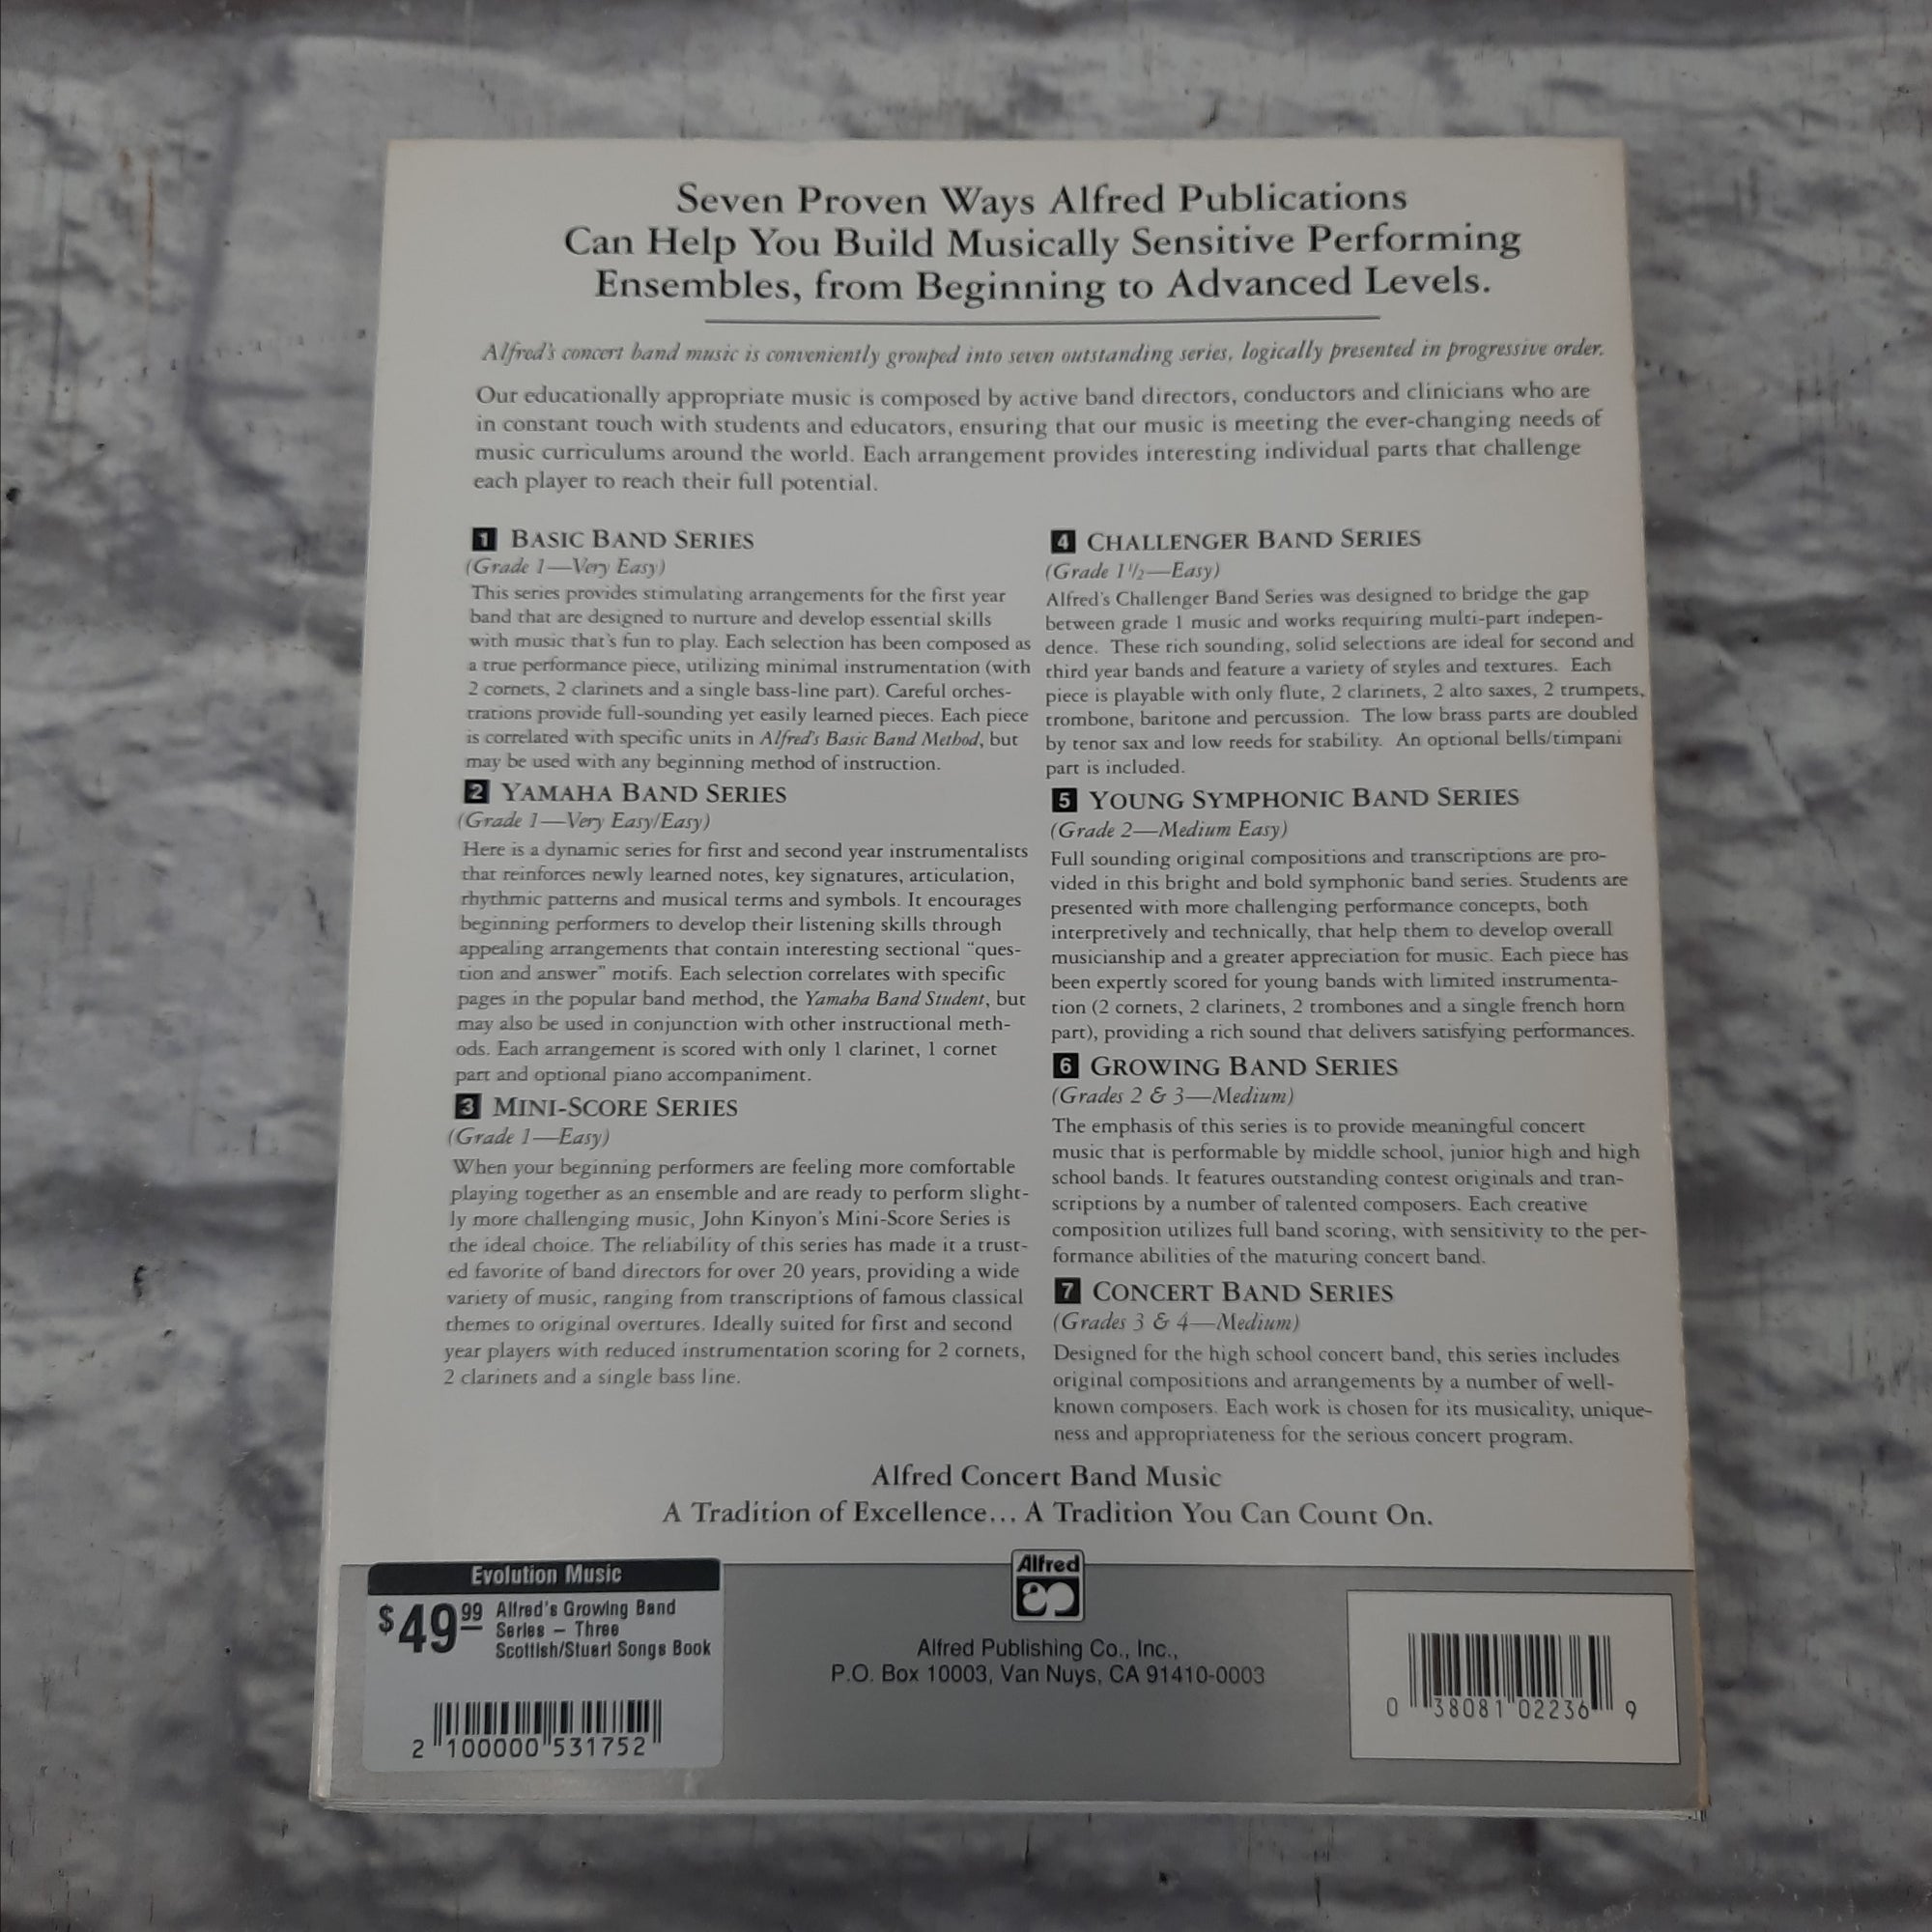 Seven Proven Ways Alfred Publications
Can Help You Build Musically Sensitive Performing
Ensembles, from Beginning to Advanced Levels.
Alfred's concert band music is conveniently grouped into seven outstanding series, logically presented in progressive order.
Our educationally appropriate music is composed by active band directors, conductors and clinicians who are
in constant touch with students and educators, ensuring that our music is meeting the ever-changing needs of
music curriculums around the world. Each arrangement provides interesting individual parts that challenge
each player to reach their full potential.
1 BASIC BAND SERIES
(Grade 1—Very Easy)
This series provides stimulating arrangements for the first year
band that are designed to nurture and develop essential skills
with music that's fun to play. Each selection has been composed as
a true performance piece, utilizing minimal instrumentation (with
2 cornets, 2 clarinets and a single bass-line part). Careful orches-
trations provide full-sounding yet easily learned pieces. Each piece
is correlated with specific units in Alfred's Basic Band Method, but
may be used with any beginning method of instruction.
2 YAMAHA BAND SERIES
(Grade 1—Very Easy/Easy)
Here is a dynamic series for first and second year instrumentalists
that reinforces newly learned notes, key signatures, articulation,
rhythmic patterns and musical terms and symbols. It encourages
beginning performers to develop their listening skills through
appealing arrangements that contain interesting sectional "ques-
tion and answer" motifs. Each selection correlates with specific
pages in the popular band method, the Yamaha Band Student, but
may also be used in conjunction with other instructional meth-
ods. Each arrangement is scored with only 1 clarinet, 1 cornet
part and optional piano accompaniment.
3 MINI-SCORE SERIES
(Grade 1—Easy)
When your beginning performers are feeling more comfortable
playing together as an ensemble and are ready to perform slight-
ly more challenging music, John Kinyon's Mini-Score Series is
the ideal choice. The reliability of this series has made it a trust-
ed favorite of band directors for over 20 years, providing a wide
variety of music, ranging from transcriptions of famous classical
themes to original overtures. Ideally suited for first and second
year players with reduced instrumentation scoring for 2 cornets,
2 clarinets and a single bass line.
4 CHALLENGER BAND SERIES
(Grade 1 1/2—Easy)
Alfred's Challenger Band Series was designed to bridge the gap
between grade 1 music and works requiring multi-part indepen-
dence. These rich sounding, solid selections are ideal for second and
third year bands and feature a variety of styles and textures. Each
piece is playable with only flute, 2 clarinets, 2 alto saxes, 2 trumpets,
trombone, baritone and percussion. The low brass parts are doubled
by tenor sax and low reeds for stability. An optional bells/timpani
part is included.
5 YOUNG SYMPHONIC BAND SERIES
(Grade 2—Medium Easy)
Full sounding original compositions and transcriptions are pro-
vided in this bright and bold symphonic band series. Students are
presented with more challenging performance concepts, both
interpretively and technically, that help them to develop overall
musicianship and a greater appreciation for music. Each piece has
been expertly scored for young bands with limited instrumenta-
tion (2 cornets, 2 clarinets, 2 trombones and a single french horn
part), providing a rich sound that delivers satisfying performances.
6 GROWING BAND SERIES
(Grades 2 & 3—Medium)
The emphasis of this series is to provide meaningful concert
music that is performable by middle school, junior high and high
school bands. It features outstanding contest originals and tran-
scriptions by a number of talented composers. Each creative
composition utilizes full band scoring, with sensitivity to the per-
formance abilities of the maturing concert band.
7 CONCERT BAND SERIES
(Grades 3 & 4—Medium)
Designed for the high school concert band, this series includes
original compositions and arrangements by a number of well-
known composers. Each work is chosen for its musicality, unique-
ness and appropriateness for the serious concert program.
Alfred Concert Band Music
A Tradition of Excellence... A Tradition You Can Count On.
Evolution Music
$49.99 Alfred's Growing Band
Series - Three
Scottish/Stuart Songs Book
2 100000 531752
Alfred
Alfred Publishing Co., Inc.,
P.O. Box 10003, Van Nuys, CA 91410-0003
0 38081 02236 9